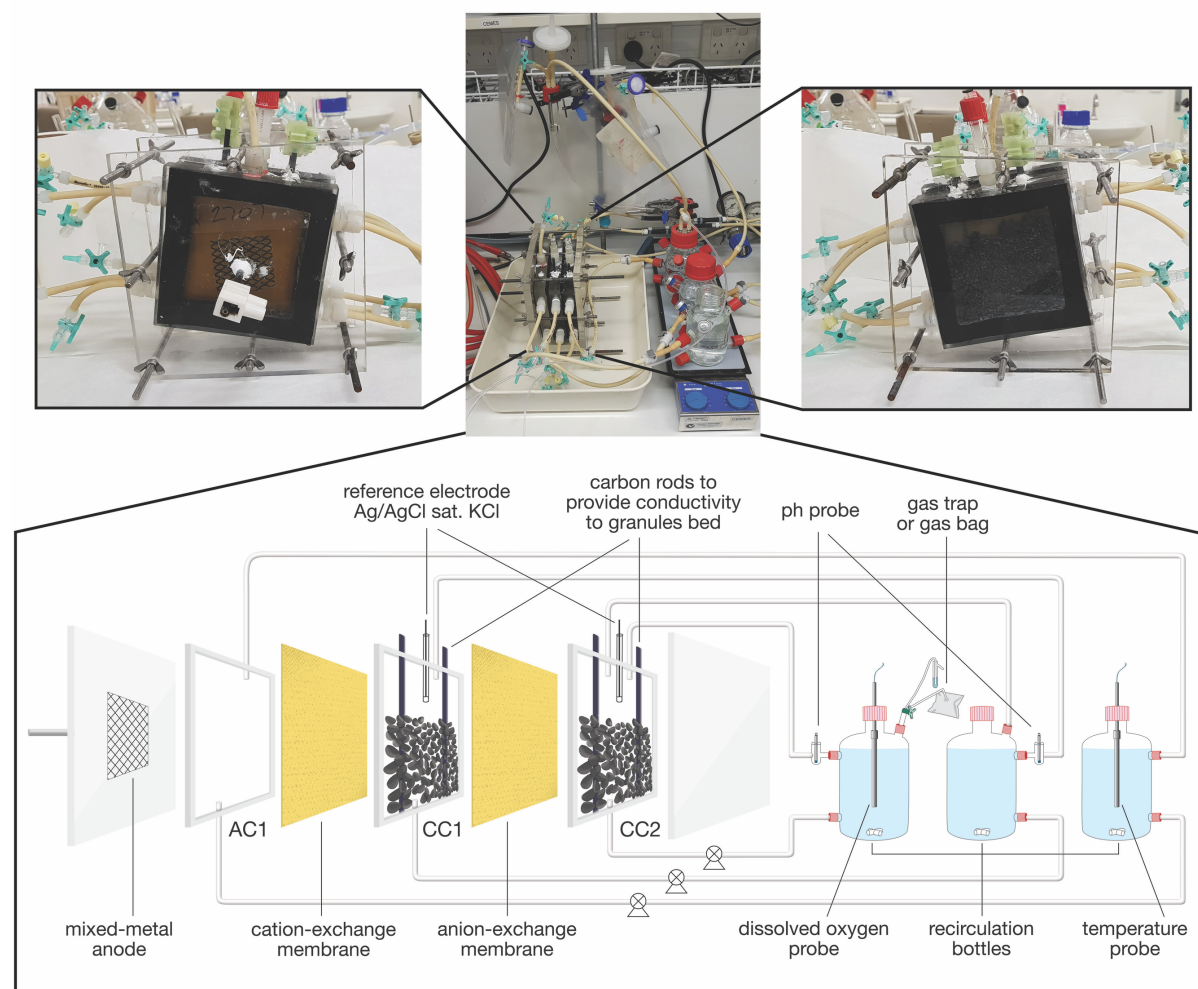 2707
reference electrode
Ag/AgCl sat. KCl
carbon rods to
provide conductivity
to granules bed
ph probe
gas trap
or gas bag
AC1
CC1
CC2
mixed-metal
anode
cation-exchange
membrane
anion-exchange
membrane
dissolved oxygen
probe
recirculation
bottles
temperature
probe